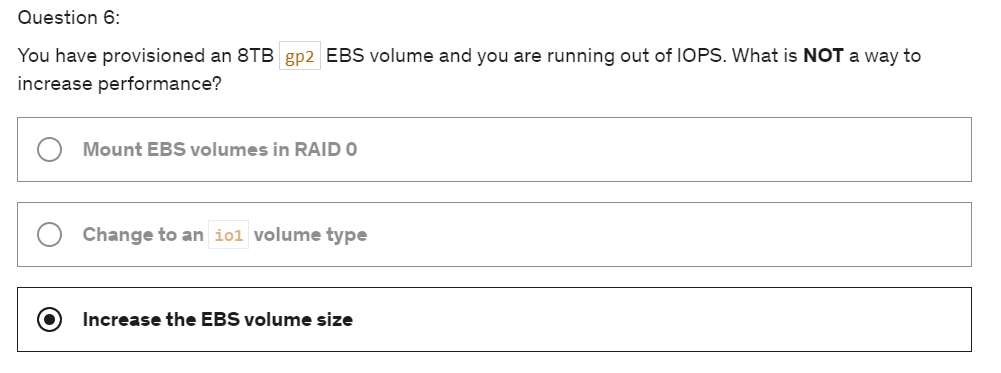 Question 6:
You have provisioned an 8TB gp2 EBS volume and you are running out of IOPS. What is NOT a way to
increase performance?
Mount EBS volumes in RAID 0
Change to an io1 volume type
Increase the EBS volume size